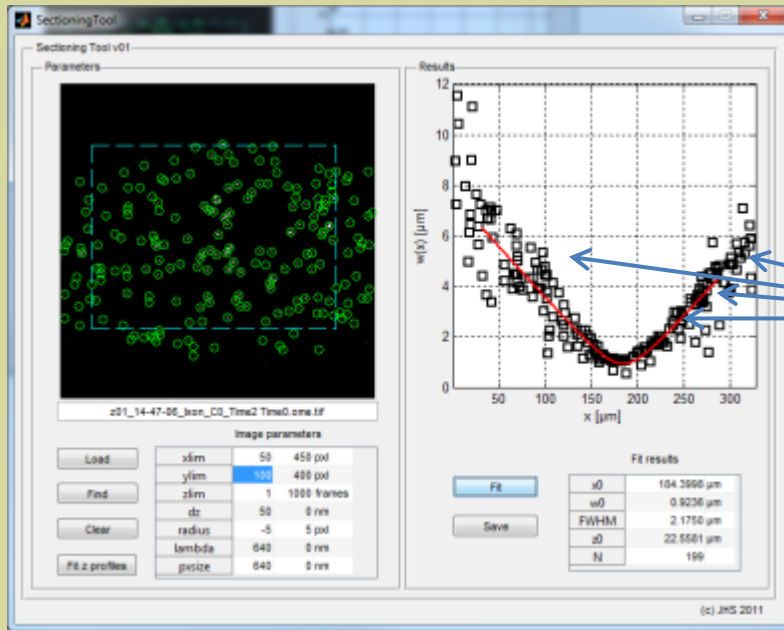 SectioningTool
Sectioning Tool v01
Parameters
z01_14-47-06_Ixon_C0_Time2 Time0.ome.tif
Image parameters
Load
Find
Clear
Fit z profiles
xlim 50 450 pxl
ylim 100 400 pxl
zlim 1 1000 frames
dz 50 0 nm
radius -5 5 pxl
lambda 640 0 nm
pxsize 640 0 nm
Results
12
10
8
6
4
2
0
w(x) [µm]
50 100 150 200 250 300
x [µm]
Fit
Save
Fit results
x0 184.3998 µm
w0 0.9236 µm
FWHM 2.1750 µm
z0 22.5581 µm
N 199
(c) JHS 2011